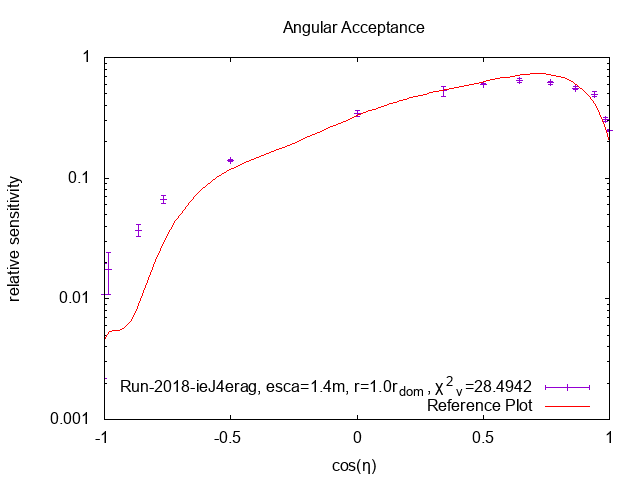 Angular Acceptance
relative sensitivity
1
0.1
0.01
0.001
Run-2018-ieJ4erag, esca=1.4m, r=1.0r_dom, χ²_ν=28.4942
Reference Plot
-1 -0.5 0 0.5 1
cos(η)